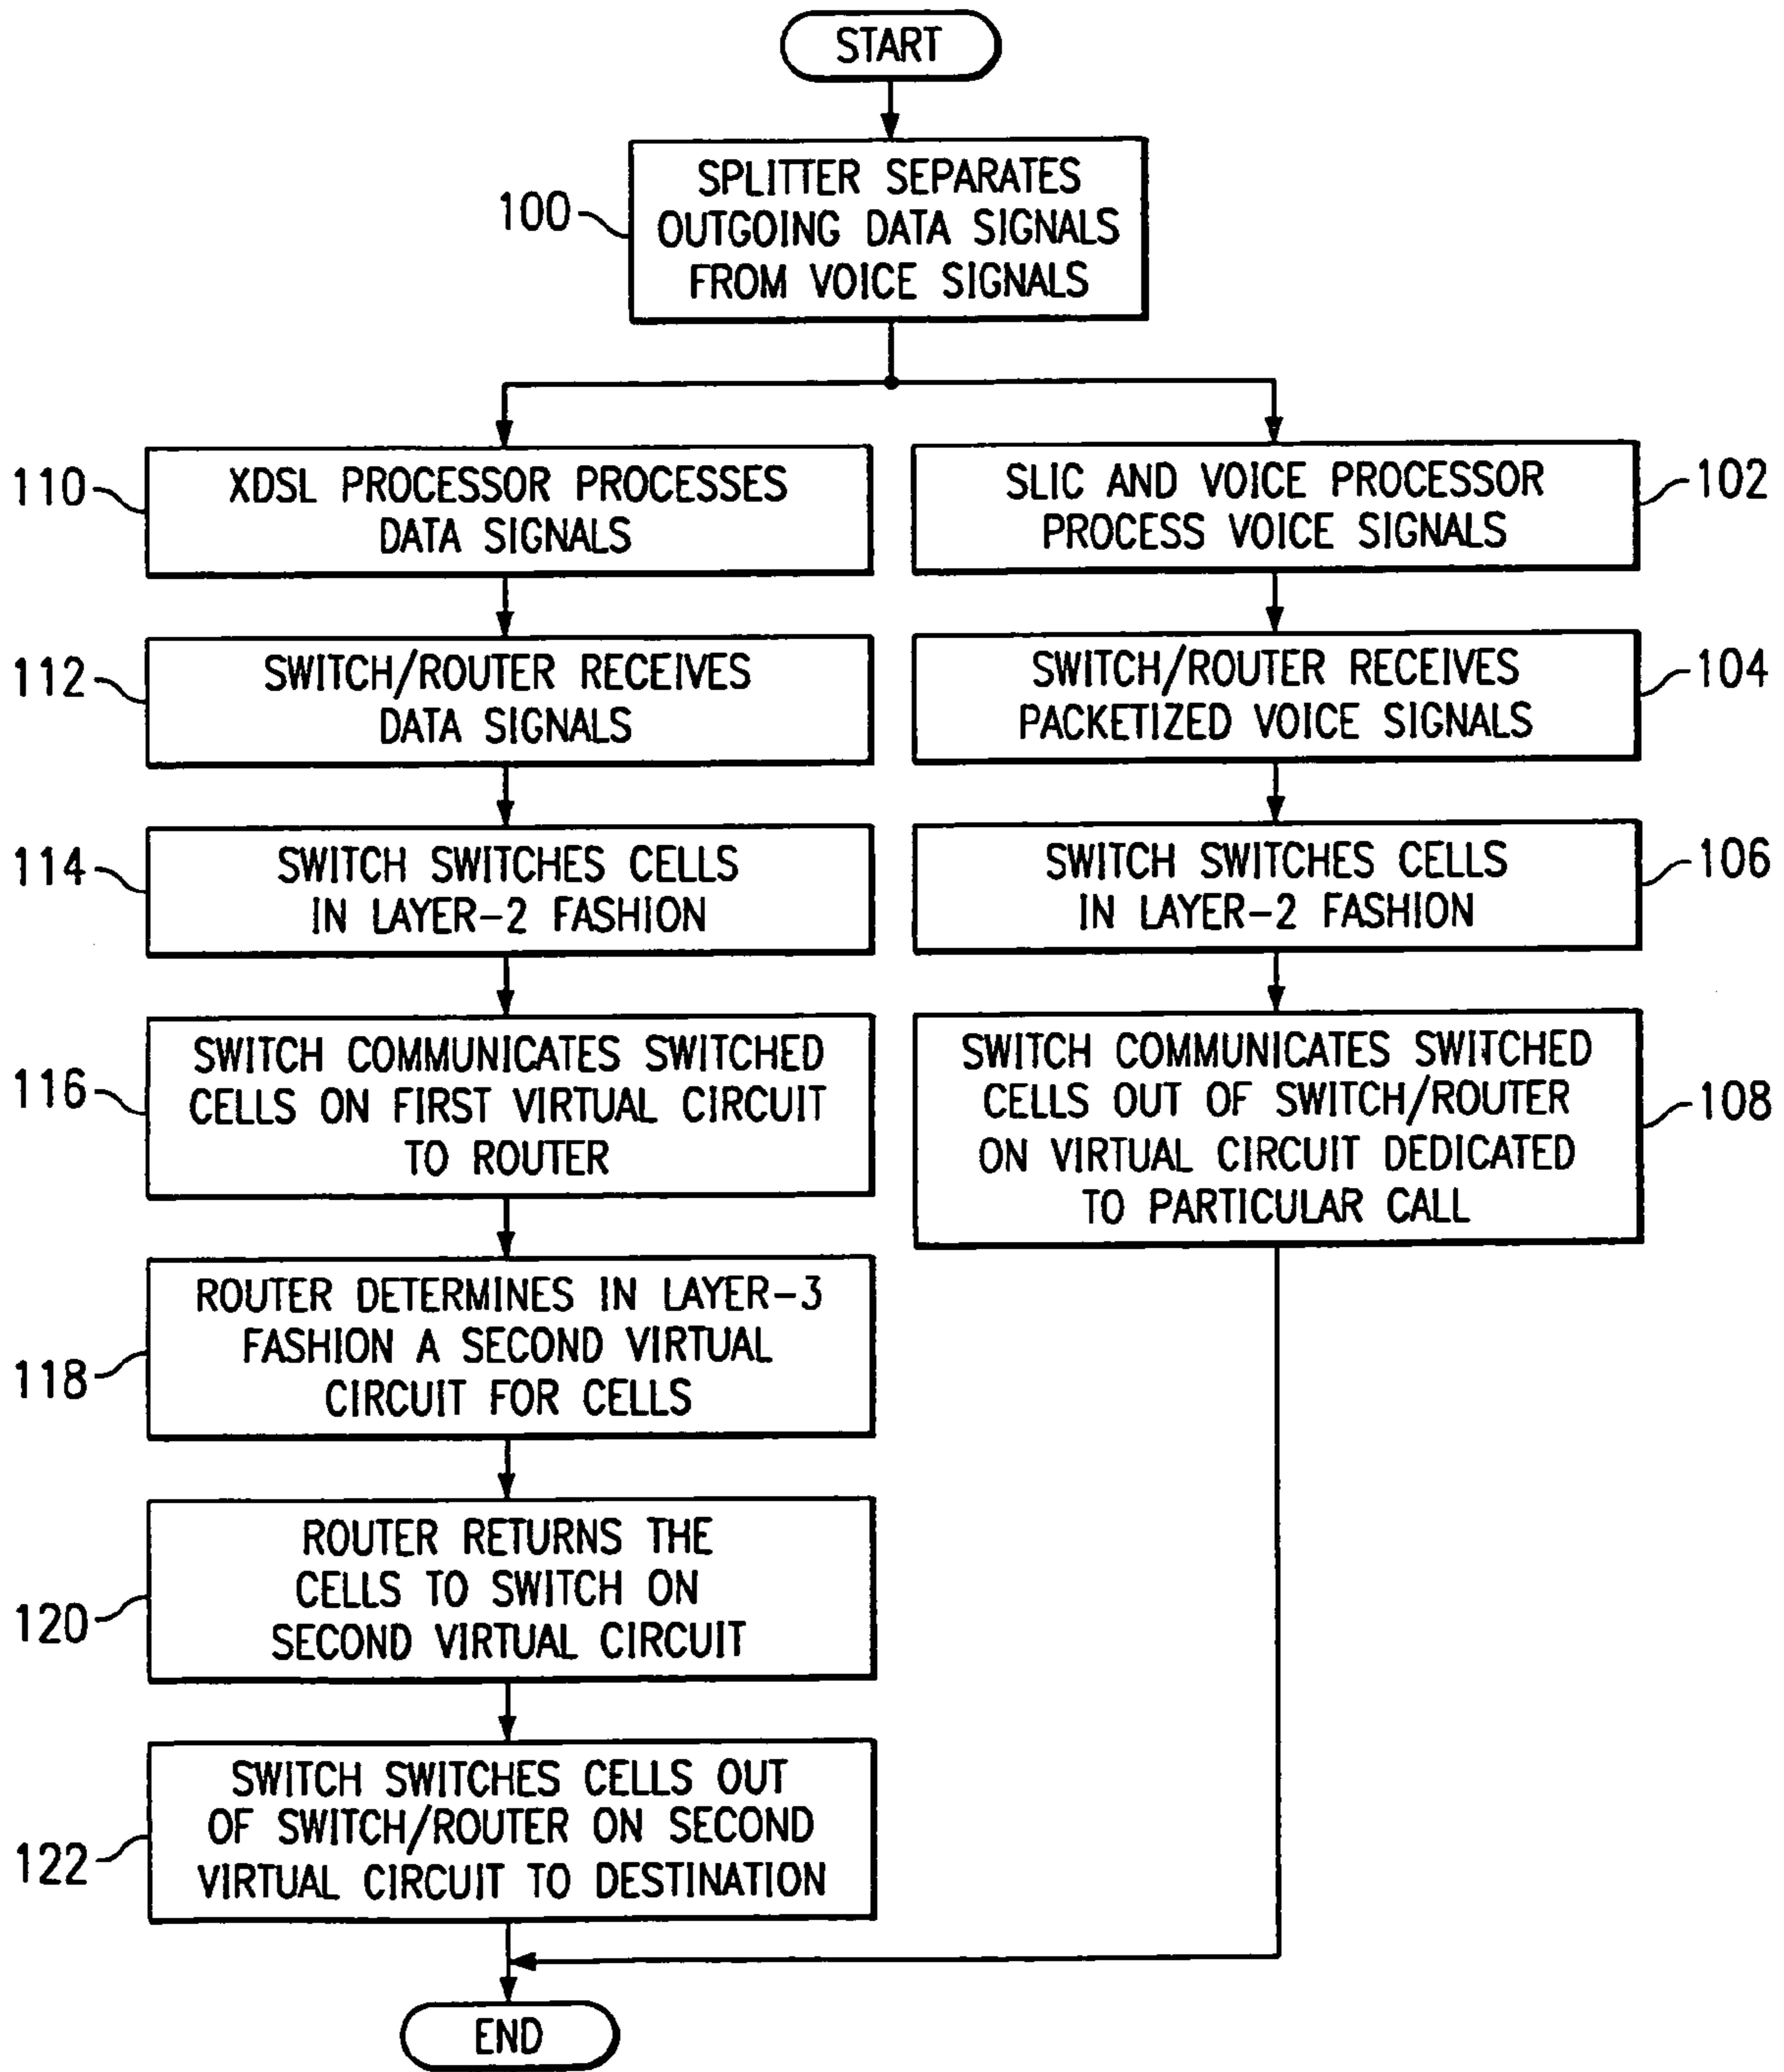 START
100
SPLITTER SEPARATES
OUTGOING DATA SIGNALS
FROM VOICE SIGNALS
110
XDSL PROCESSOR PROCESSES
DATA SIGNALS
SLIC AND VOICE PROCESSOR
PROCESS VOICE SIGNALS
102
112
SWITCH/ROUTER RECEIVES
DATA SIGNALS
SWITCH/ROUTER RECEIVES
PACKETIZED VOICE SIGNALS
104
114
SWITCH SWITCHES CELLS
IN LAYER-2 FASHION
SWITCH SWITCHES CELLS
IN LAYER-2 FASHION
106
116
SWITCH COMMUNICATES SWITCHED
CELLS ON FIRST VIRTUAL CIRCUIT
TO ROUTER
SWITCH COMMUNICATES SWITCHED
CELLS OUT OF SWITCH/ROUTER
ON VIRTUAL CIRCUIT DEDICATED
TO PARTICULAR CALL
108
118
ROUTER DETERMINES IN LAYER-3
FASHION A SECOND VIRTUAL
CIRCUIT FOR CELLS
120
ROUTER RETURNS THE
CELLS TO SWITCH ON
SECOND VIRTUAL CIRCUIT
122
SWITCH SWITCHES CELLS OUT
OF SWITCH/ROUTER ON SECOND
VIRTUAL CIRCUIT TO DESTINATION
END